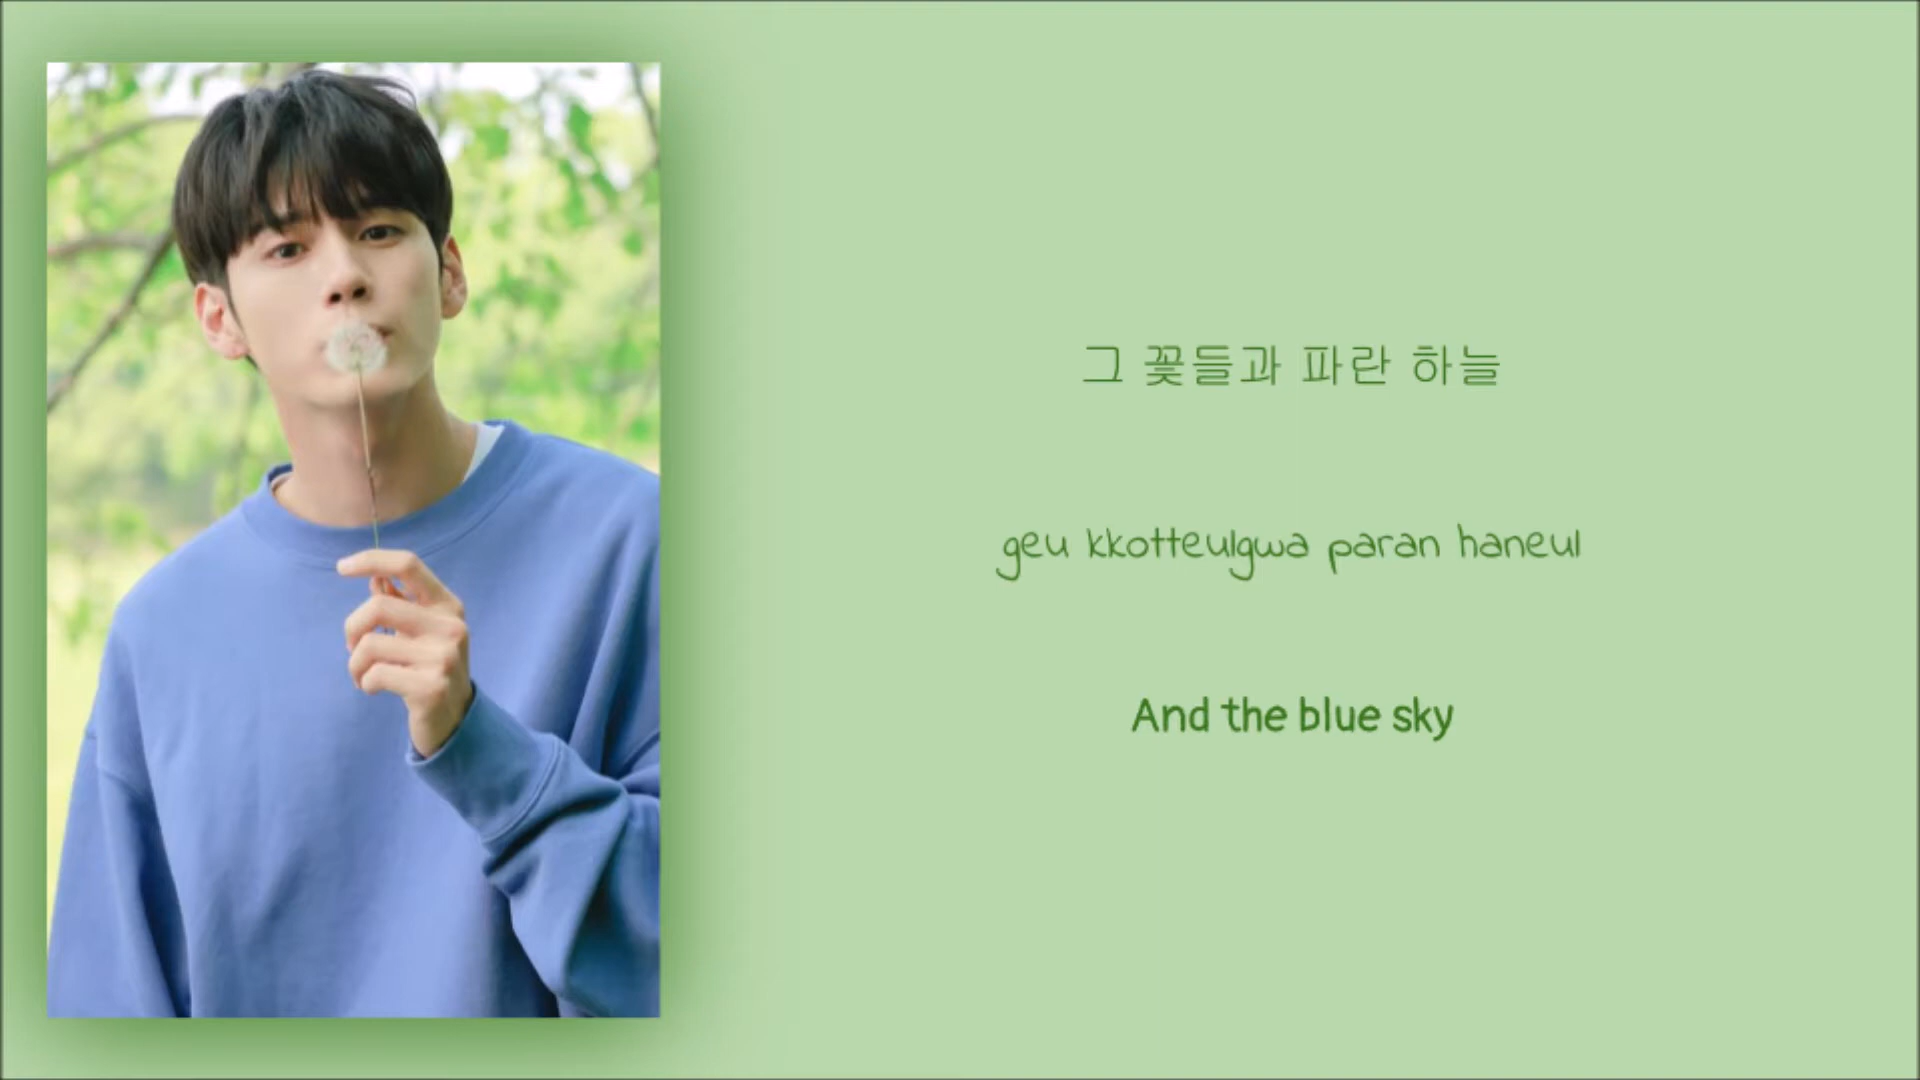 그 꽃들과 파란 하늘
geu kkotteulgwa paran haneul
And the blue sky